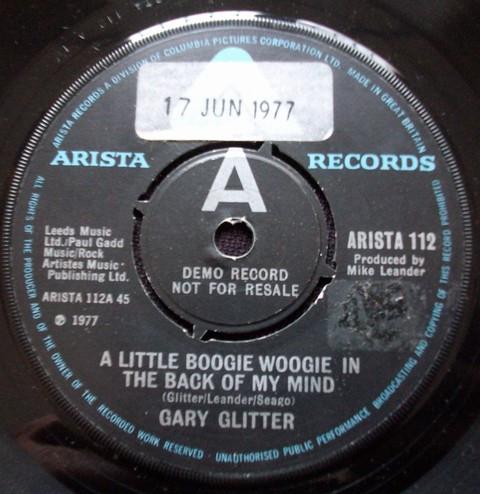 ARISTA RECORDS A DIVISION OF COLUMBIA PICTURES CORPORATION LTD. MADE IN GREAT BRITAIN
17 JUN 1977
ARISTA RECORDS
A
Leeds Music
Ltd./Paul Gadd
Music/Rock
Artistes Music
Publishing Ltd.
ARISTA 112A 45
℗ 1977
ARISTA 112
Produced by
Mike Leander
DEMO RECORD
NOT FOR RESALE
A LITTLE BOOGIE WOOGIE IN
THE BACK OF MY MIND
(Glitter/Leander/Seago)
GARY GLITTER
ALL RIGHTS OF THE PRODUCER AND OF THE OWNER OF THE RECORDED WORK RESERVED · UNAUTHORISED PUBLIC PERFORMANCE BROADCASTING AND COPYING OF THIS RECORD PROHIBITED